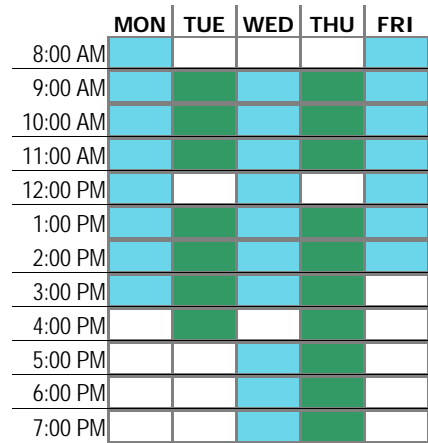 MON TUE WED THU FRI
8:00 AM
9:00 AM
10:00 AM
11:00 AM
12:00 PM
1:00 PM
2:00 PM
3:00 PM
4:00 PM
5:00 PM
6:00 PM
7:00 PM